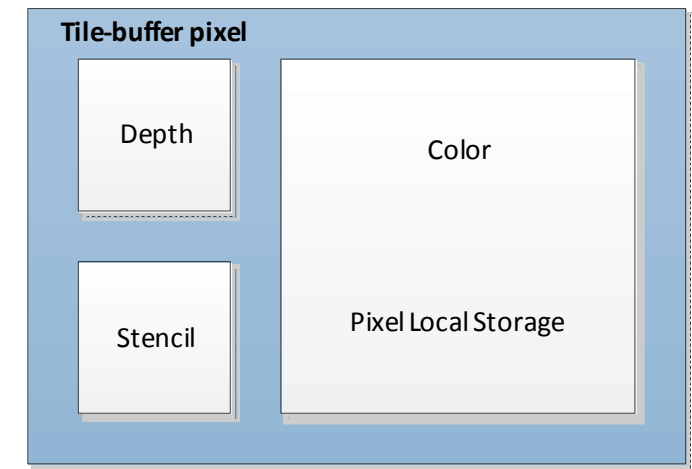 Tile-buffer pixel
Depth
Color
Stencil
Pixel Local Storage